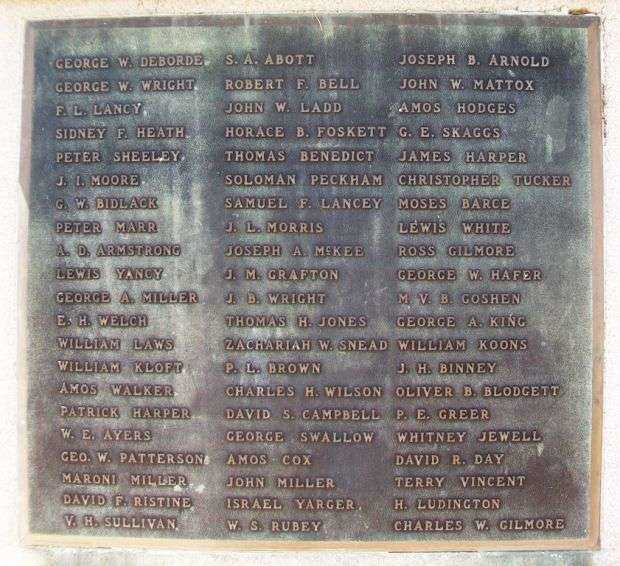 GEORGE W. DEBORDE
GEORGE W. WRIGHT
F. L. LANCY
SIDNEY F. HEATH
PETER SHEELEY
J. I. MOORE
G. W. BIDLACK
PETER MARR
A. D. ARMSTRONG
LEWIS YANCY
GEORGE A. MILLER
E. H. WELCH
WILLIAM LAWS
WILLIAM KLOFT
AMOS WALKER
PATRICK HARPER
W. E. AYERS
GEO. W. PATTERSON
MARONI MILLER
DAVID F. RISTINE
V. H. SULLIVAN
S. A. ABOTT
ROBERT F. BELL
JOHN W. LADD
HORACE B. FOSKETT
THOMAS BENEDICT
SOLOMAN PECKHAM
SAMUEL F. LANCEY
J. L. MORRIS
JOSEPH A. McKEE
J. M. GRAFTON
J. B. WRIGHT
THOMAS H. JONES
ZACHARIAH W. SNEAD
P. L. BROWN
CHARLES H. WILSON
DAVID S. CAMPBELL
GEORGE SWALLOW
AMOS COX
JOHN MILLER
ISRAEL YARGER
W. S. RUBEY
JOSEPH B. ARNOLD
JOHN W. MATTOX
AMOS HODGES
G. E. SKAGGS
JAMES HARPER
CHRISTOPHER TUCKER
MOSES BARCE
LEWIS WHITE
ROSS GILMORE
GEORGE W. HAFER
M. V. B. GOSHEN
GEORGE A. KING
WILLIAM KOONS
J. H. BINNEY
OLIVER B. BLODGETT
P. E. GREER
WHITNEY JEWELL
DAVID R. DAY
TERRY VINCENT
H. LUDINGTON
CHARLES W. GILMORE